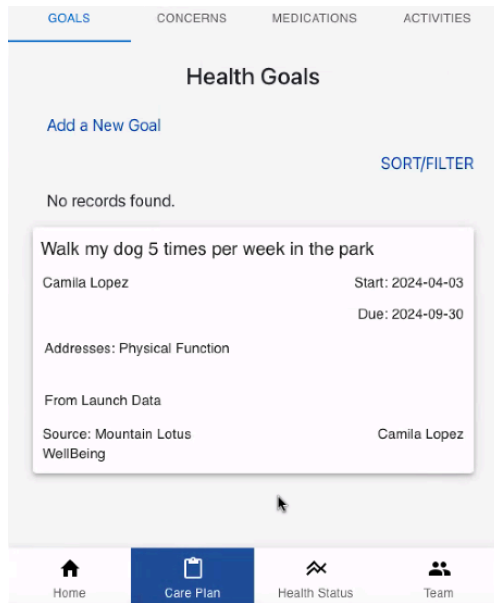 GOALS CONCERNS MEDICATIONS ACTIVITIES
Health Goals
Add a New Goal
SORT/FILTER
No records found.
Walk my dog 5 times per week in the park
Camila Lopez Start: 2024-04-03
Due: 2024-09-30
Addresses: Physical Function
From Launch Data
Source: Mountain Lotus Camila Lopez
WellBeing
Home Care Plan Health Status Team